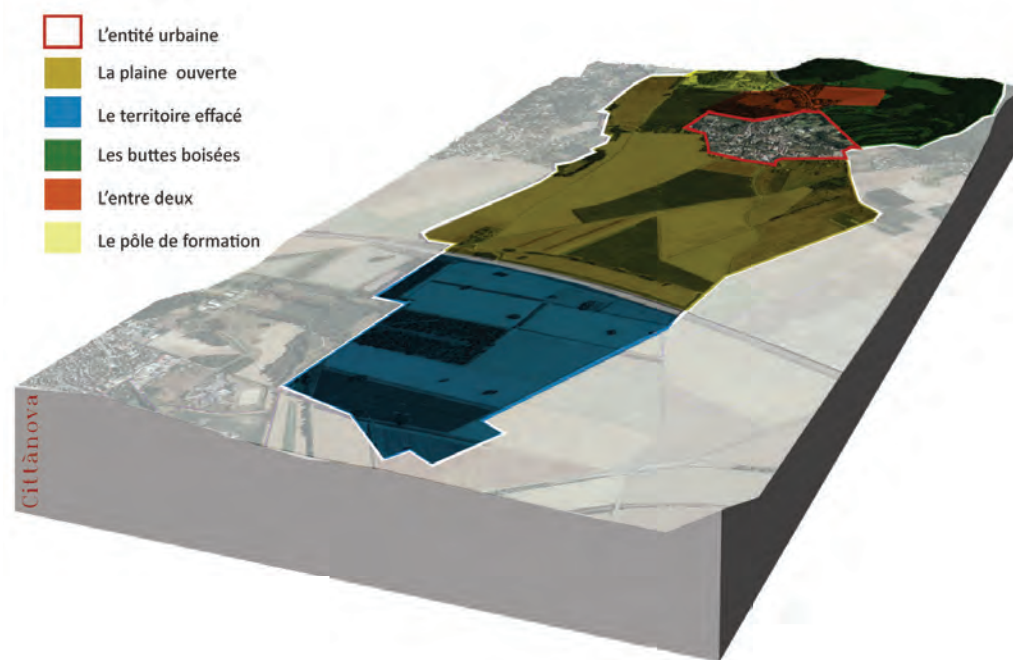 L'entité urbaine
La plaine ouverte
Le territoire effacé
Les buttes boisées
L'entre deux
Le pôle de formation
Cittànova